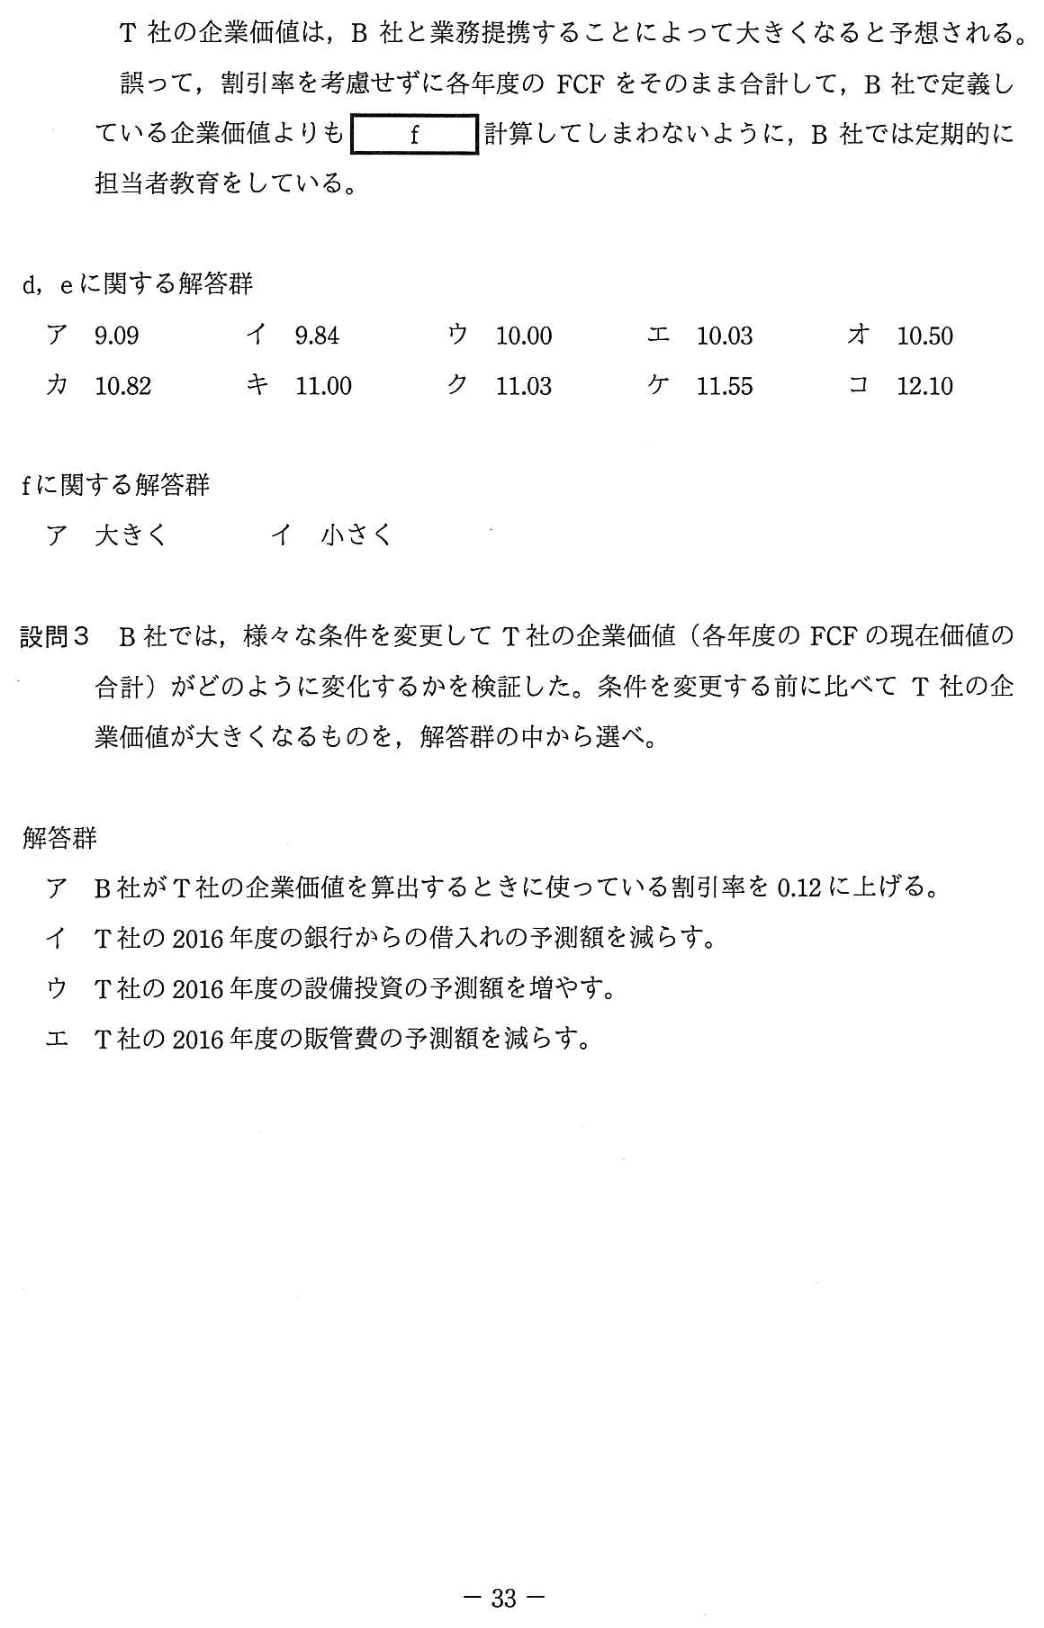 T 社の企業価値は，B 社と業務提携することによって大きくなると予想される。
誤って，割引率を考慮せずに各年度の FCF をそのまま合計して，B 社で定義し
ている企業価値よりも f 計算してしまわないように，B 社では定期的に
担当者教育をしている。
d，e に関する解答群
ア 9.09 イ 9.84 ウ 10.00 エ 10.03 オ 10.50
カ 10.82 キ 11.00 ク 11.03 ケ 11.55 コ 12.10
f に関する解答群
ア 大きく イ 小さく
設問３ B 社では，様々な条件を変更して T 社の企業価値（各年度の FCF の現在価値の
合計）がどのように変化するかを検証した。条件を変更する前に比べて T 社の企
業価値が大きくなるものを，解答群の中から選べ。
解答群
ア B 社が T 社の企業価値を算出するときに使っている割引率を 0.12 に上げる。
イ T 社の 2016 年度の銀行からの借入れの予測額を減らす。
ウ T 社の 2016 年度の設備投資の予測額を増やす。
エ T 社の 2016 年度の販管費の予測額を減らす。
－ 33 －